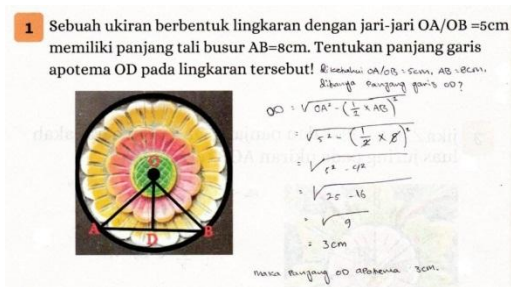 1 Sebuah ukiran berbentuk lingkaran dengan jari-jari OA/OB =5cm
memiliki panjang tali busur AB=8cm. Tentukan panjang garis
apotema OD pada lingkaran tersebut! Diketahui OA/OB : 5cm, AB = 8cm.
ditanya Panjang garis OD?
OD = √OA² - (½ × AB)²
= √5² - (½ × 8)²
= √5² - 4²
= √25 - 16
= √9
= 3cm
O
A D B
maka Panjang OD apotema 3cm.